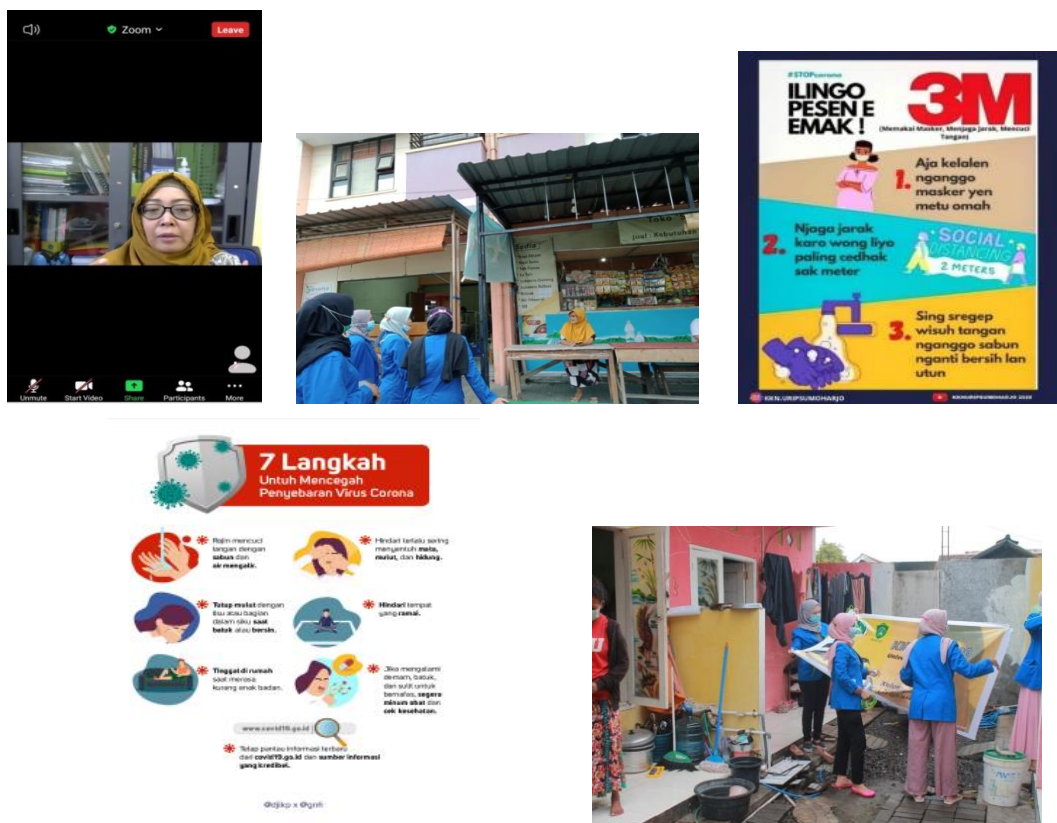 Zoom
Leave
Unmute
Start Video
Share
Participants
More
Toko
#STOPcorona
ILINGO
PESEN E
EMAK !
3M
(Memakai Masker, Menjaga Jarak, Mencuci
Tangan)
1.
Aja kelalen
nganggo
masker yen
metu omah
2.
Njaga jarak
karo wong liyo
paling cedhak
sak meter
SOCIAL
DISTANCING
2 METERS
3.
Sing sregep
wisuh tangan
nganggo sabun
nganti bersih lan
utun
KKN.URIPSUMOHARJO
KKNURIPSUMOHARJO 2020
7 Langkah
Untuh Mencegah
Penyebaran Virus Corona
Rajin mencuci
tangan dengan
sabun dan
air mengalir.
Hindari terlalu sering
menyentuh mata,
mulut, dan hidung.
Tutup mulut dengan
tisu atau bagian
dalam siku saat
batuk atau bersin.
Hindari tempat
yang ramai.
Tinggal di rumah
saat merasa
kurang enak badan.
Jika mengalami
demam, batuk,
dan sulit untuk
bernafas, segera
minum obat dan
cek kesehatan.
www.covid19.go.id
Tetap pantau informasi terbaru
dari covid19.go.id dan sumber informasi
yang kredibel.
@djikp x @gnfi